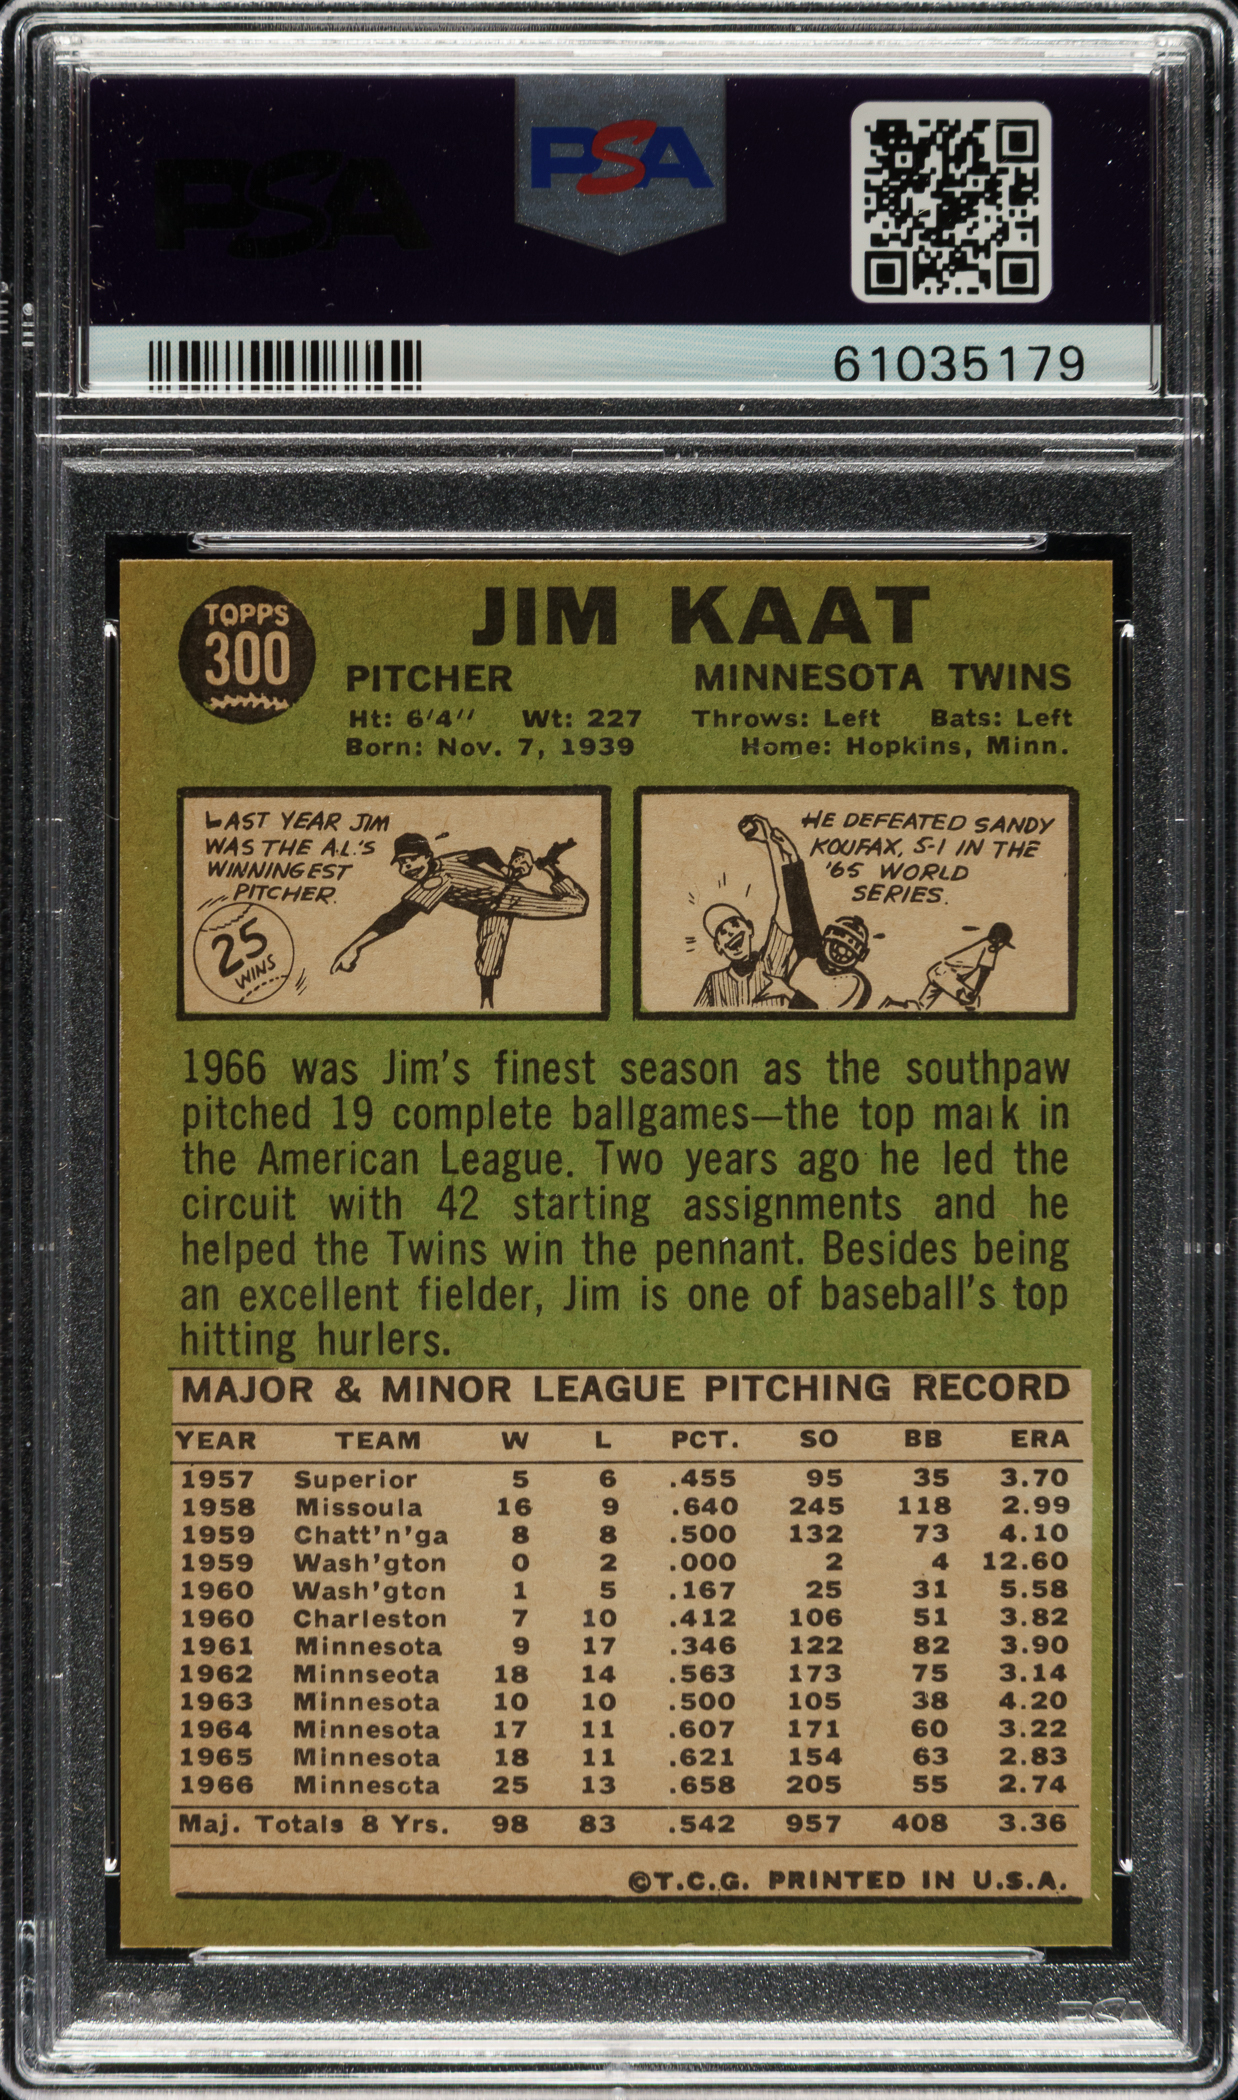 PSA
PSA
61035179
TOPPS
300
JIM KAAT
PITCHER
MINNESOTA TWINS
Ht: 6'4" Wt: 227 Throws: Left Bats: Left
Born: Nov. 7, 1939 Home: Hopkins, Minn.
LAST YEAR JIM
WAS THE A.L.'S
WINNINGEST
PITCHER.
25
WINS
HE DEFEATED SANDY
KOUFAX, 5-1 IN THE
'65 WORLD
SERIES.
1966 was Jim's finest season as the southpaw
pitched 19 complete ballgames—the top mark in
the American League. Two years ago he led the
circuit with 42 starting assignments and he
helped the Twins win the pennant. Besides being
an excellent fielder, Jim is one of baseball's top
hitting hurlers.
MAJOR & MINOR LEAGUE PITCHING RECORD
YEAR TEAM W L PCT. SO BB ERA
1957 Superior 5 6 .455 95 35 3.70
1958 Missoula 16 9 .640 245 118 2.99
1959 Chatt'n'ga 8 8 .500 132 73 4.10
1959 Wash'gton 0 2 .000 2 4 12.60
1960 Wash'gton 1 5 .167 25 31 5.58
1960 Charleston 7 10 .412 106 51 3.82
1961 Minnesota 9 17 .346 122 82 3.90
1962 Minnseota 18 14 .563 173 75 3.14
1963 Minnesota 10 10 .500 105 38 4.20
1964 Minnesota 17 11 .607 171 60 3.22
1965 Minnesota 18 11 .621 154 63 2.83
1966 Minnesota 25 13 .658 205 55 2.74
Maj. Totals 8 Yrs. 98 83 .542 957 408 3.36
©T.C.G. PRINTED IN U.S.A.
PSA